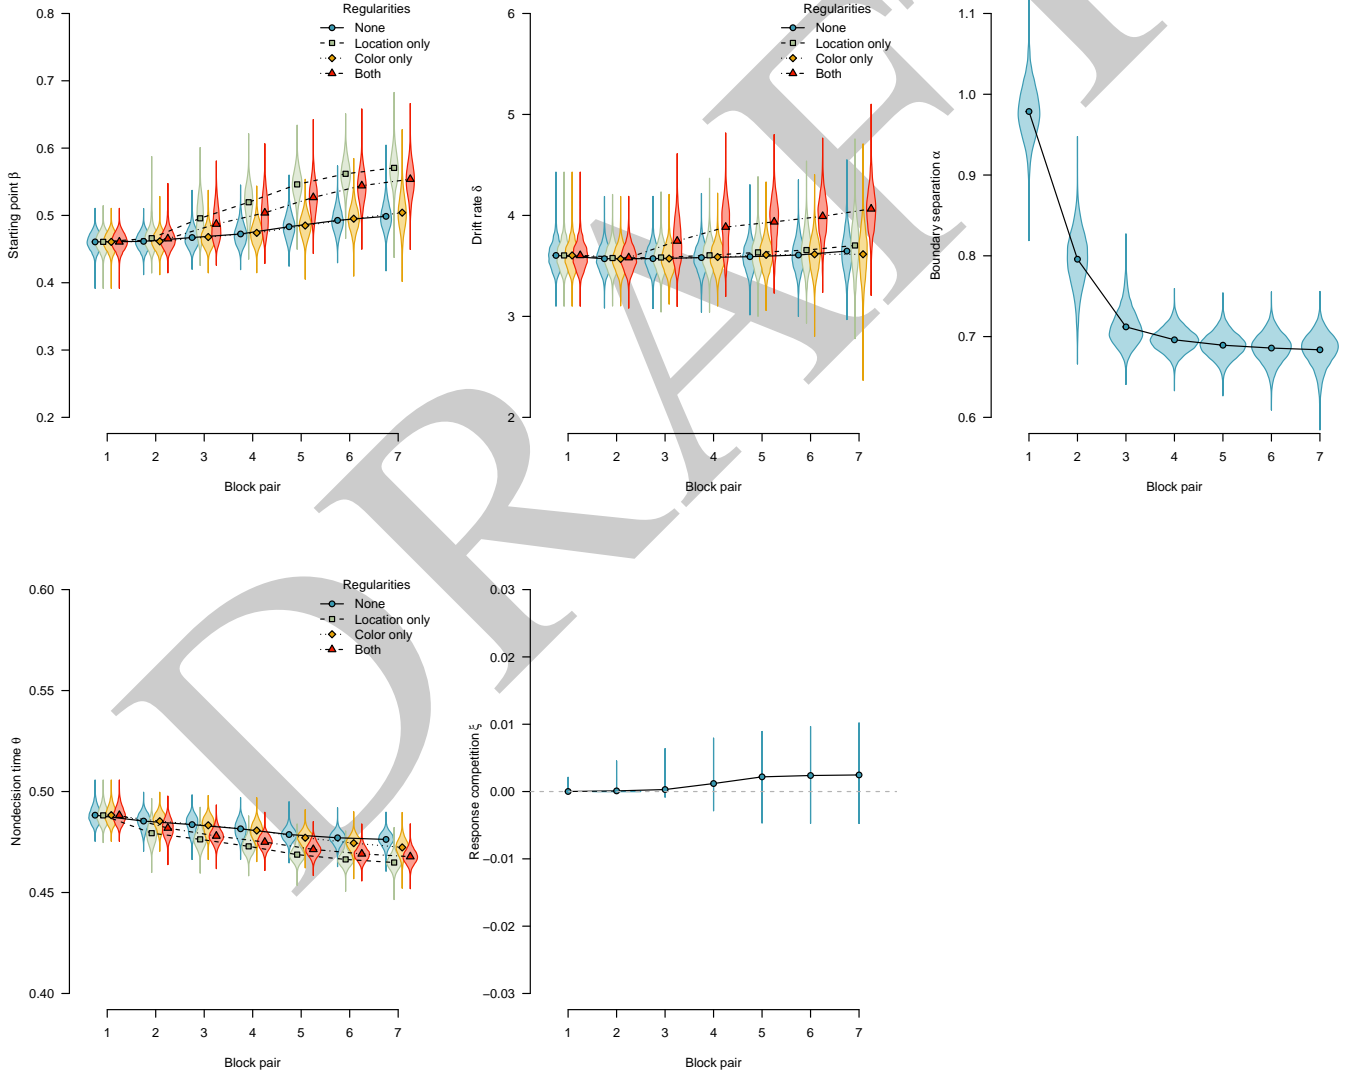 Regularities
None
Location only
Color only
Both
Starting point β
0.8
0.7
0.6
0.5
0.4
0.3
0.2
1 2 3 4 5 6 7
Block pair
Regularities
None
Location only
Color only
Both
Drift rate δ
6
5
4
3
2
1 2 3 4 5 6 7
Block pair
Boundary separation α
1.1
1.0
0.9
0.8
0.7
0.6
1 2 3 4 5 6 7
Block pair
Regularities
None
Location only
Color only
Both
Nondecision time θ
0.60
0.55
0.50
0.45
0.40
1 2 3 4 5 6 7
Block pair
Response competition ξ
0.03
0.02
0.01
0.00
−0.01
−0.02
−0.03
1 2 3 4 5 6 7
Block pair
DRAFT